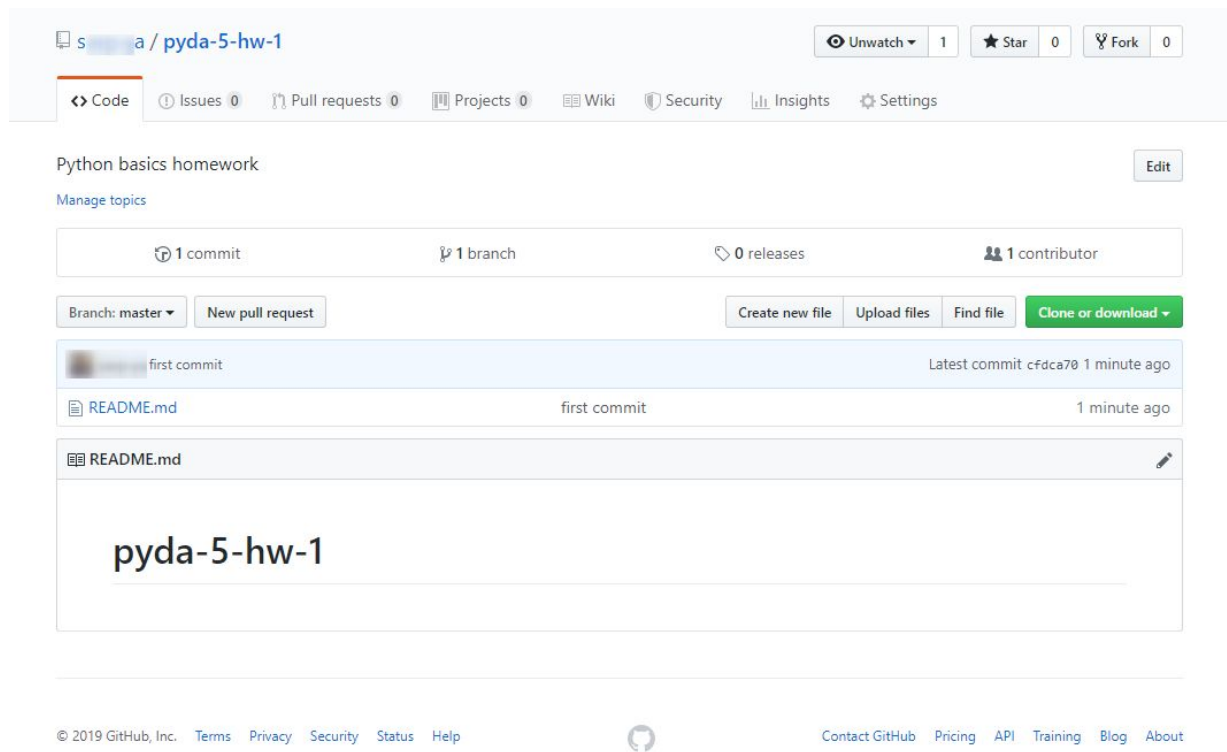 s a / pyda-5-hw-1 Unwatch 1 Star 0 Fork 0
Code Issues 0 Pull requests 0 Projects 0 Wiki Security Insights Settings
Python basics homework Edit
Manage topics
1 commit 1 branch 0 releases 1 contributor
Branch: master New pull request Create new file Upload files Find file Clone or download
first commit Latest commit cfdca70 1 minute ago
README.md first commit 1 minute ago
README.md
pyda-5-hw-1
© 2019 GitHub, Inc. Terms Privacy Security Status Help Contact GitHub Pricing API Training Blog About